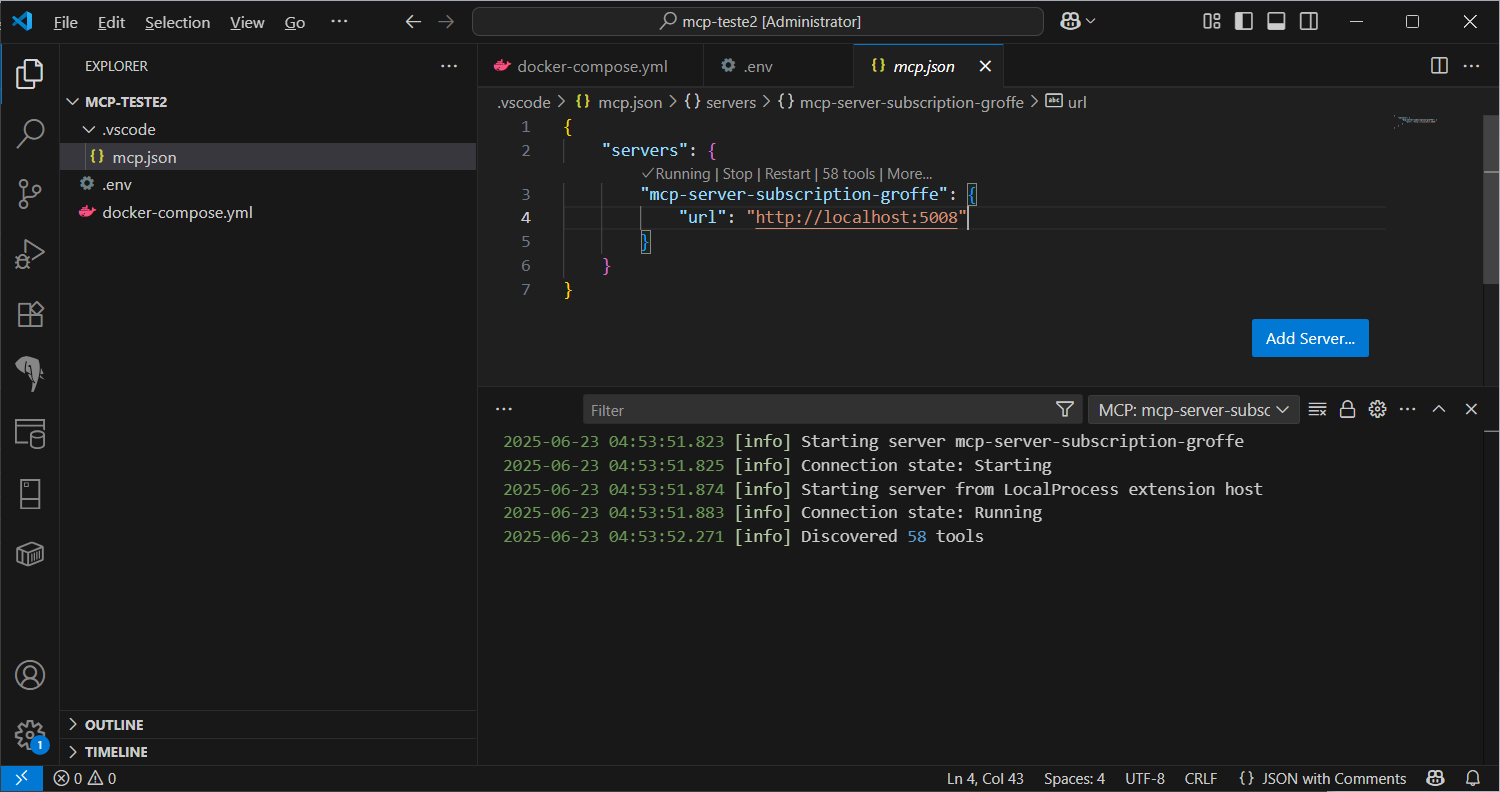 File Edit Selection View Go ··· mcp-teste2 [Administrator]
EXPLORER ···
MCP-TESTE2
.vscode
{} mcp.json
.env
docker-compose.yml
OUTLINE
TIMELINE
docker-compose.yml .env {} mcp.json
.vscode > {} mcp.json > {} servers > {} mcp-server-subscription-groffe > abc url
1 {
2 "servers": {
✓Running | Stop | Restart | 58 tools | More...
3 "mcp-server-subscription-groffe": {
4 "url": "http://localhost:5008"
5 }
6 }
7 }
Add Server...
··· Filter MCP: mcp-server-subsc
2025-06-23 04:53:51.823 [info] Starting server mcp-server-subscription-groffe
2025-06-23 04:53:51.825 [info] Connection state: Starting
2025-06-23 04:53:51.874 [info] Starting server from LocalProcess extension host
2025-06-23 04:53:51.883 [info] Connection state: Running
2025-06-23 04:53:52.271 [info] Discovered 58 tools
1
0 0 Ln 4, Col 43 Spaces: 4 UTF-8 CRLF {} JSON with Comments